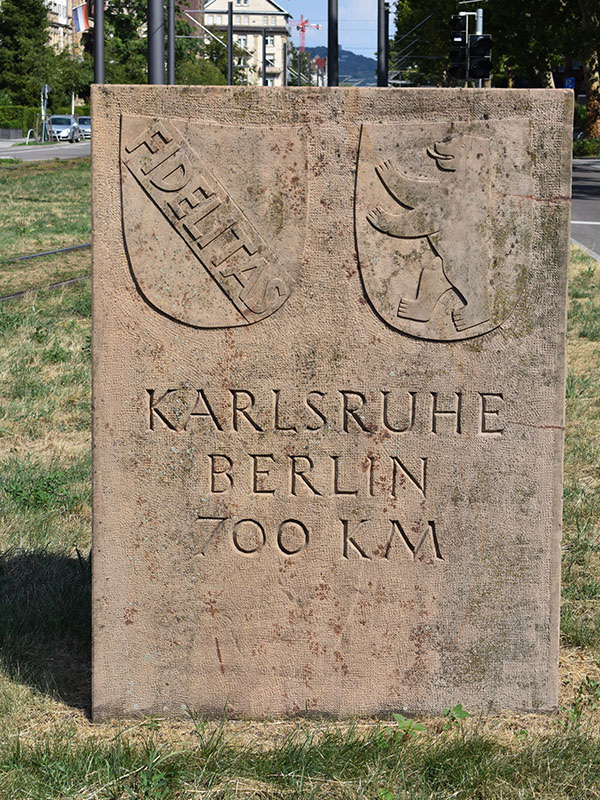 FIDELITAS
KARLSRUHE
BERLIN
700 KM